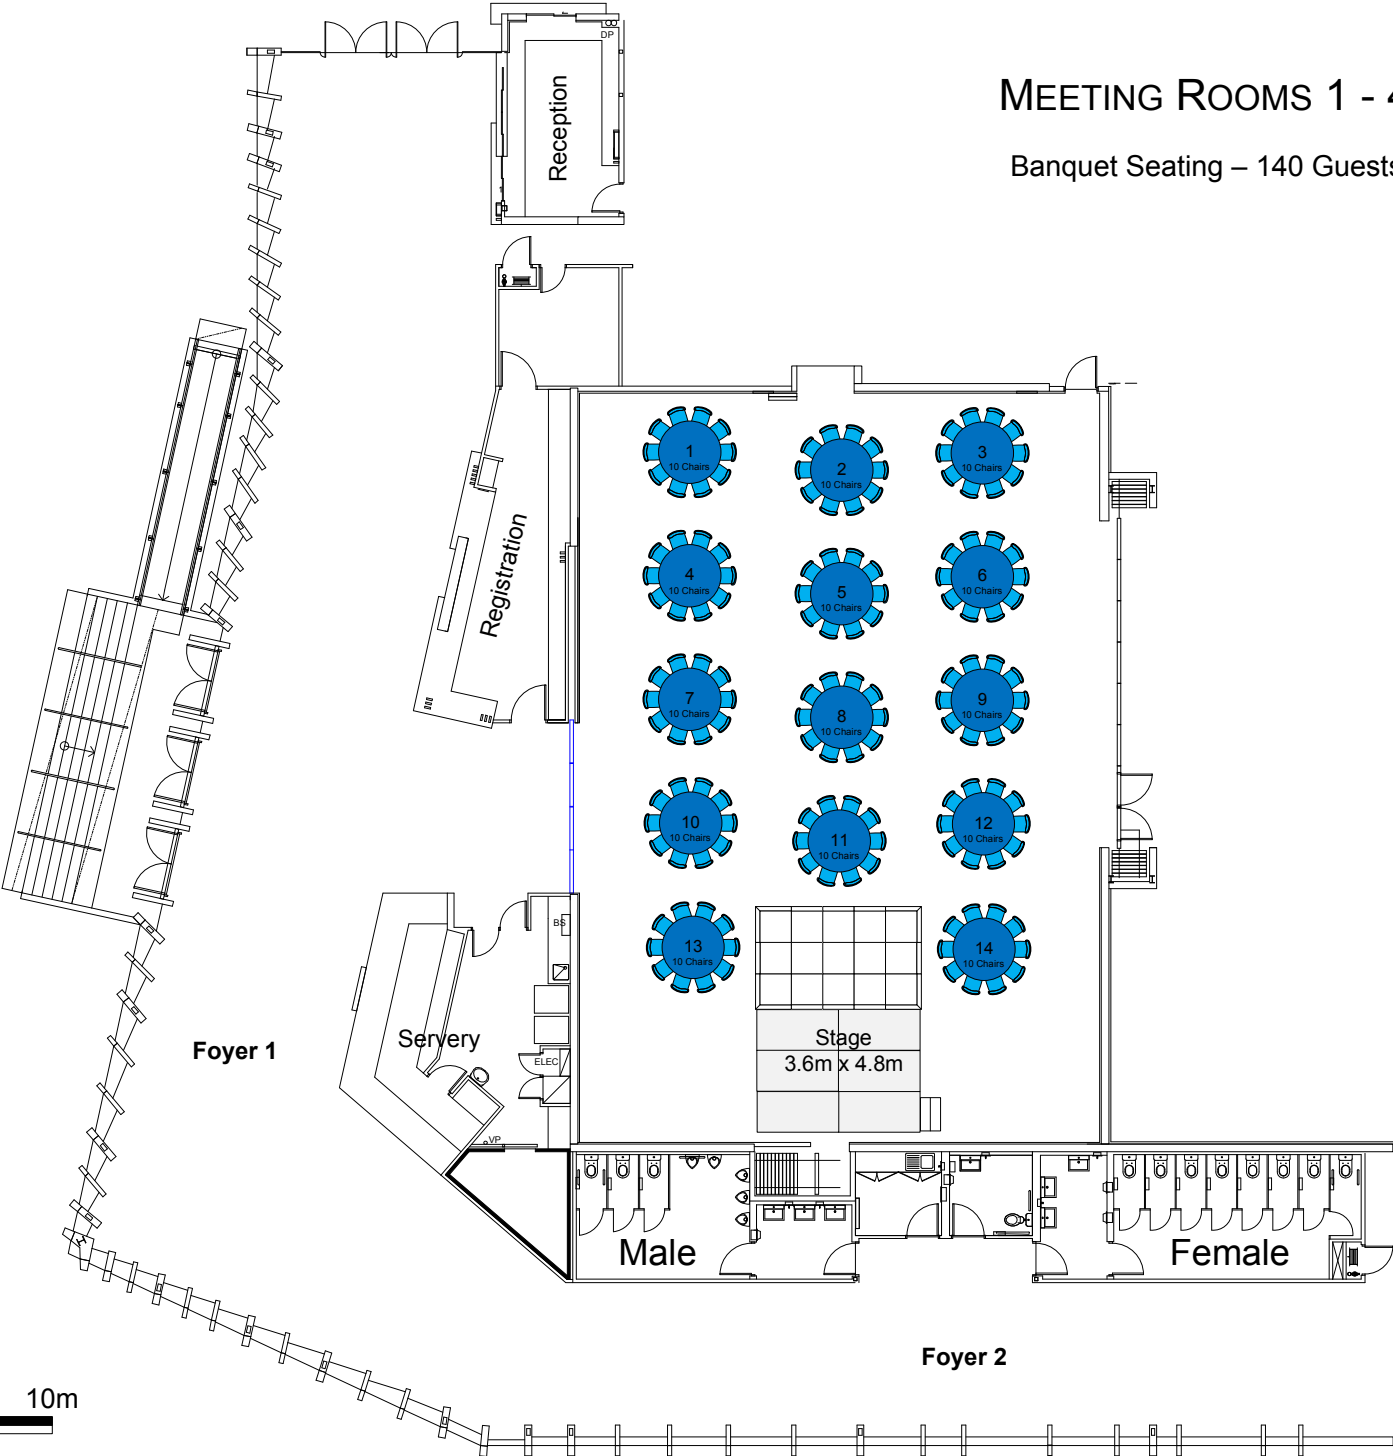 MEETING ROOMS 1 - 4
Banquet Seating – 140 Guests
DP
Reception
Registration
1
10 Chairs
2
10 Chairs
3
10 Chairs
4
10 Chairs
5
10 Chairs
6
10 Chairs
7
10 Chairs
8
10 Chairs
9
10 Chairs
10
10 Chairs
11
10 Chairs
12
10 Chairs
13
10 Chairs
14
10 Chairs
BS
Servery
ELEC
VP
Stage
3.6m x 4.8m
Foyer 1
Male
Female
Foyer 2
10m